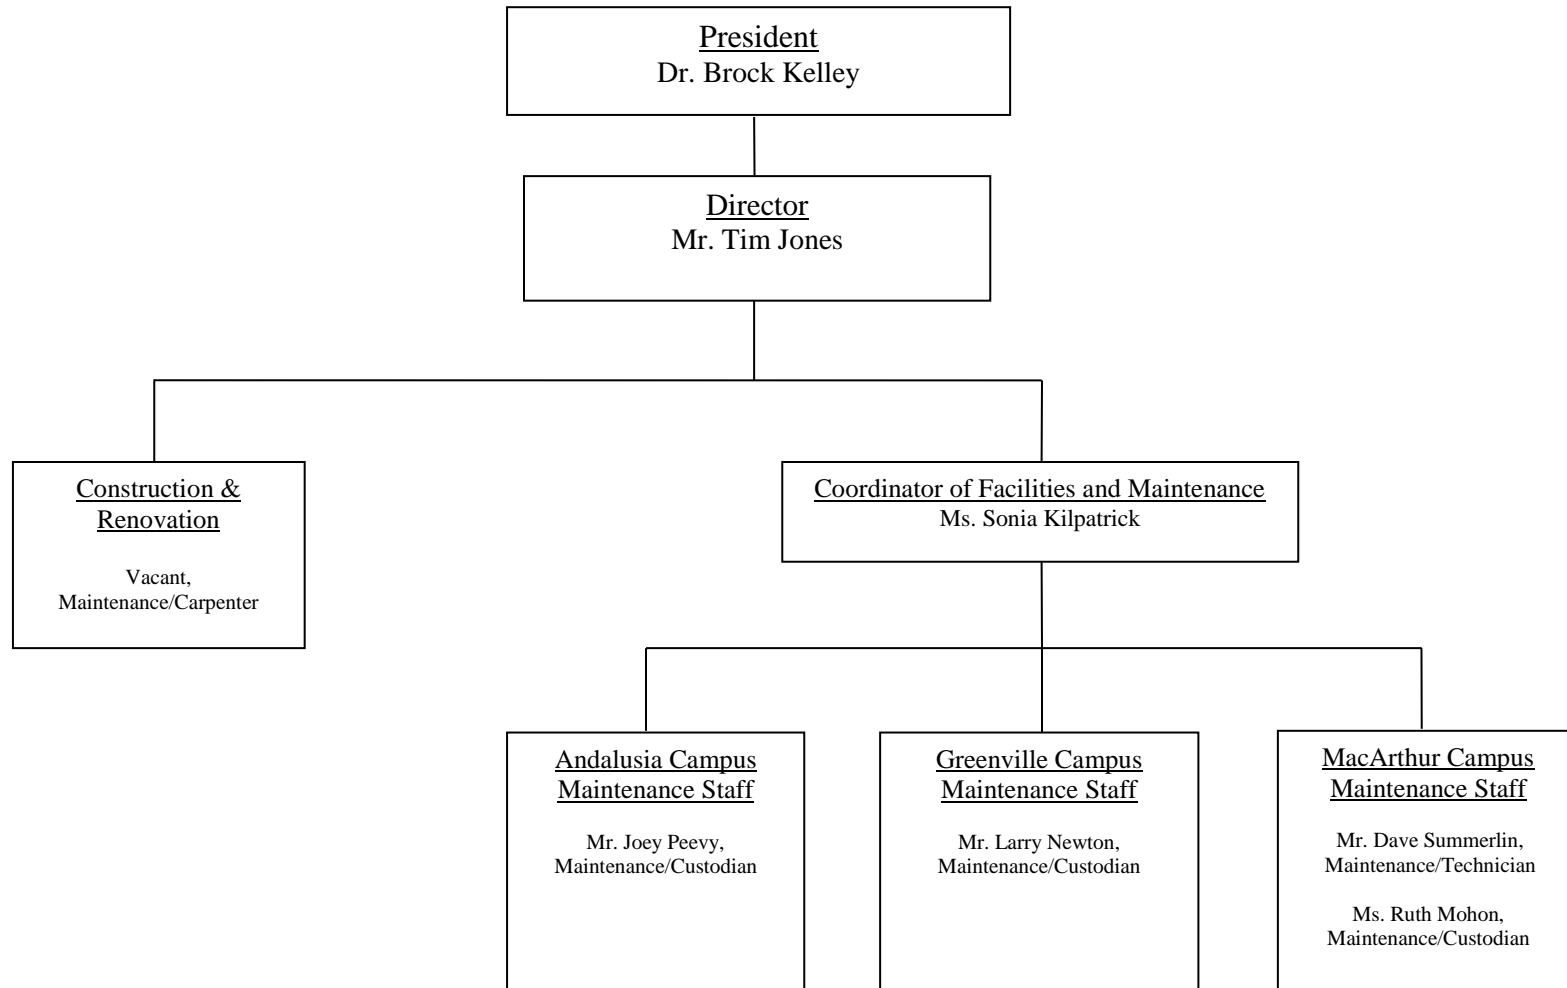 President
Dr. Brock Kelley
Director
Mr. Tim Jones
Construction &
Renovation
Vacant,
Maintenance/Carpenter
Coordinator of Facilities and Maintenance
Ms. Sonia Kilpatrick
Andalusia Campus
Maintenance Staff
Mr. Joey Peevy,
Maintenance/Custodian
Greenville Campus
Maintenance Staff
Mr. Larry Newton,
Maintenance/Custodian
MacArthur Campus
Maintenance Staff
Mr. Dave Summerlin,
Maintenance/Technician
Ms. Ruth Mohon,
Maintenance/Custodian